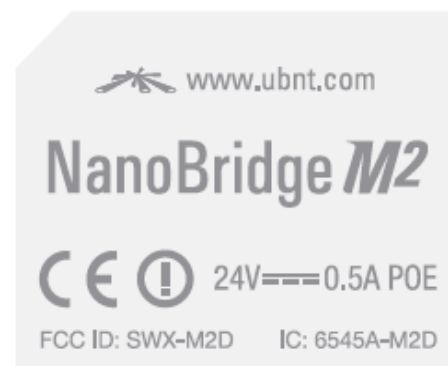 www.ubnt.com
NanoBridge M2
CE 24V⎓0.5A POE
FCC ID: SWX-M2D IC: 6545A-M2D